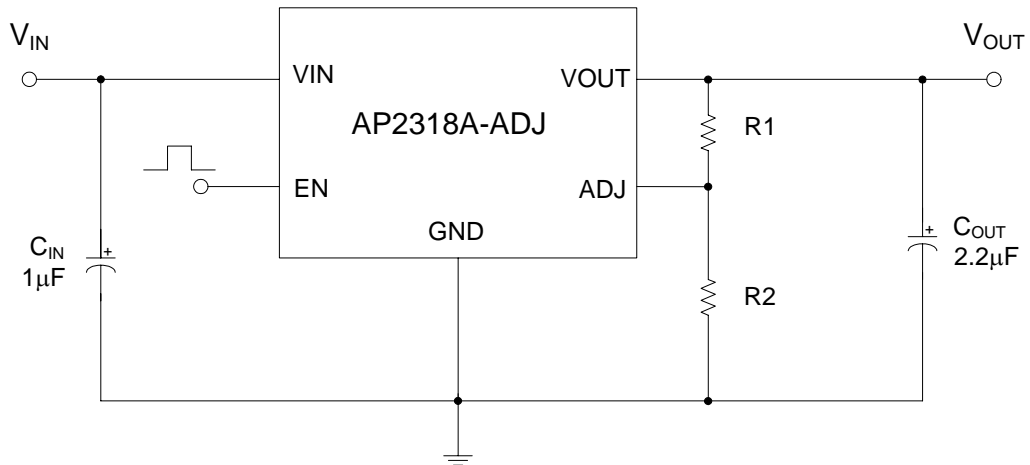 VIN
VOUT
VIN
VOUT
AP2318A-ADJ
R1
EN
ADJ
GND
CIN
1μF
COUT
2.2μF
R2